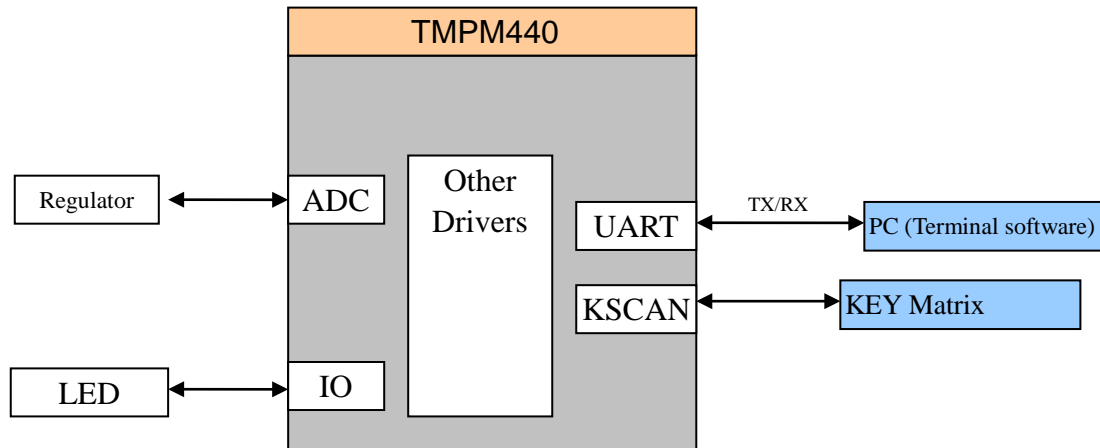 TMPM440
Regulator
ADC
Other
Drivers
UART
TX/RX
PC (Terminal software)
KSCAN
KEY Matrix
LED
IO